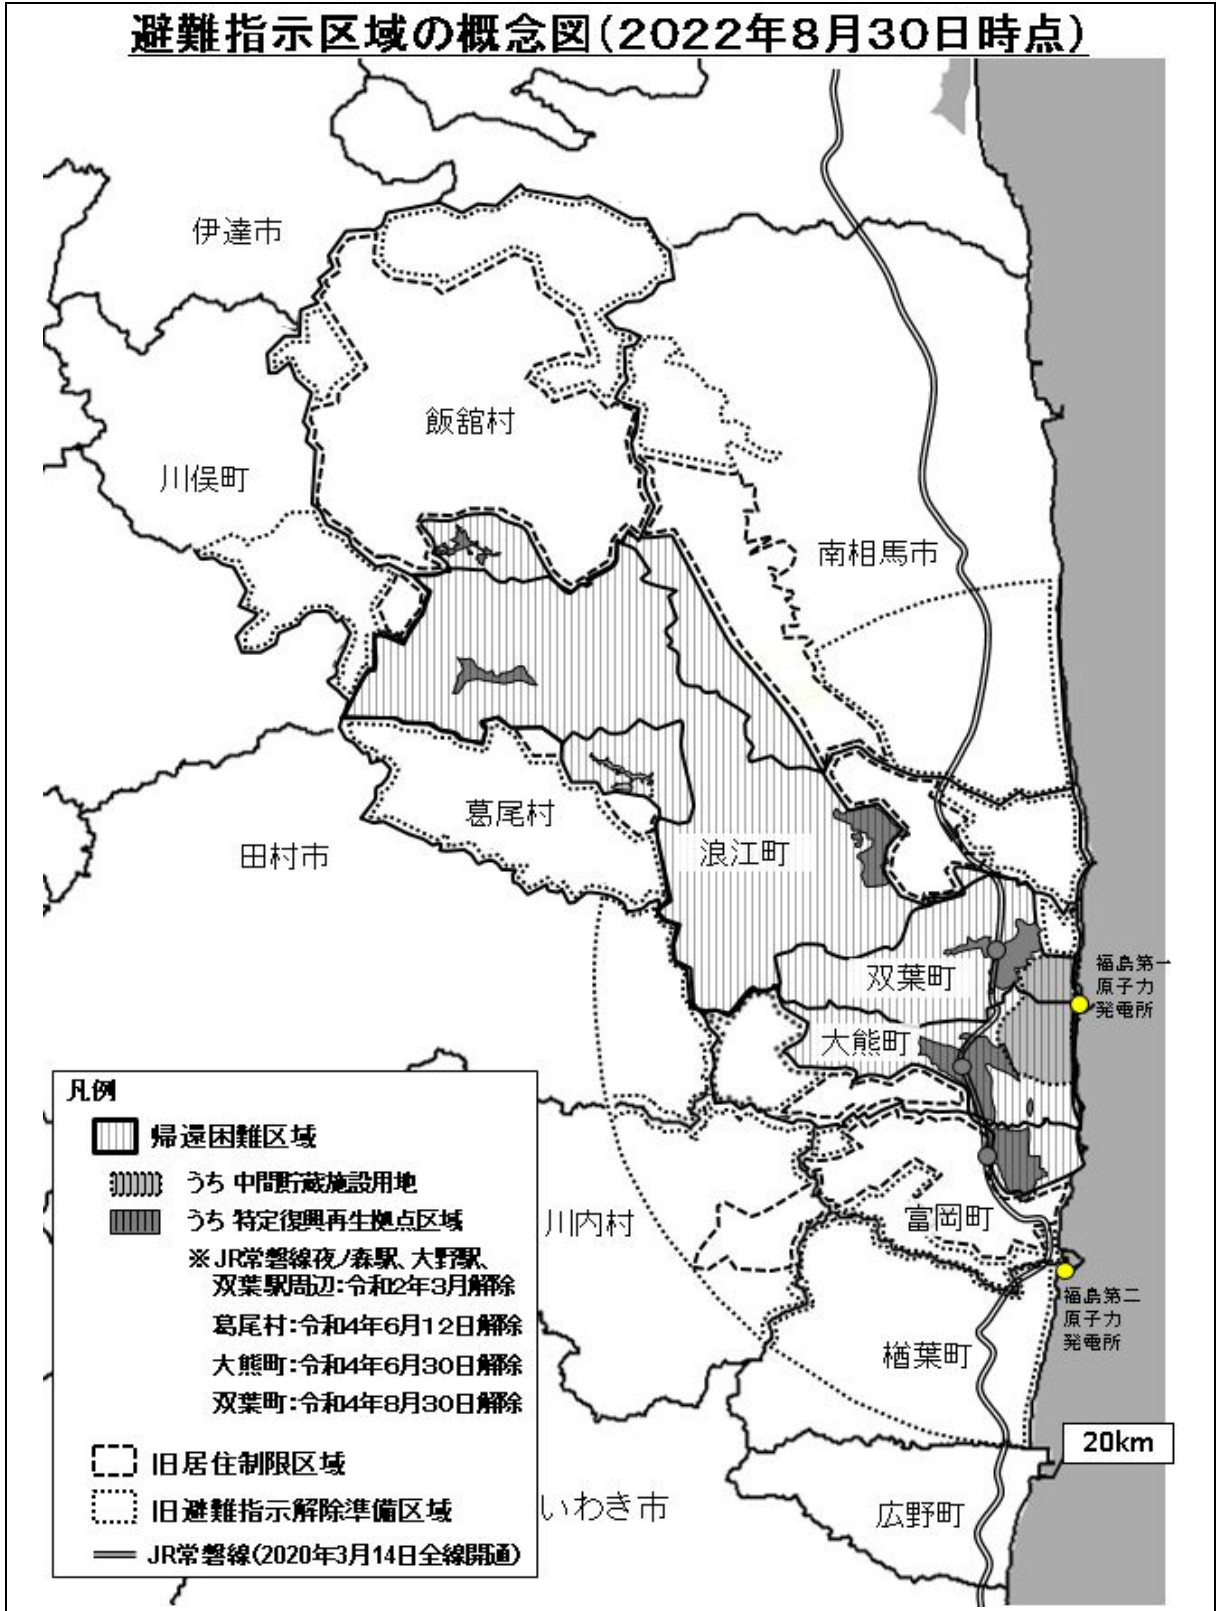 避難指示区域の概念図(2022年8月30日時点)
伊達市
飯舘村
川俣町
南相馬市
葛尾村
浪江町
田村市
双葉町
福島第一
原子力
発電所
大熊町
川内村
富岡町
福島第二
原子力
発電所
楢葉町
20km
いわき市
広野町
凡例
帰還困難区域
うち 中間貯蔵施設用地
うち 特定復興再生拠点区域
※JR常磐線夜ノ森駅、大野駅、
双葉駅周辺:令和2年3月解除
葛尾村:令和4年6月12日解除
大熊町:令和4年6月30日解除
双葉町:令和4年8月30日解除
旧居住制限区域
旧避難指示解除準備区域
JR常磐線(2020年3月14日全線開通)